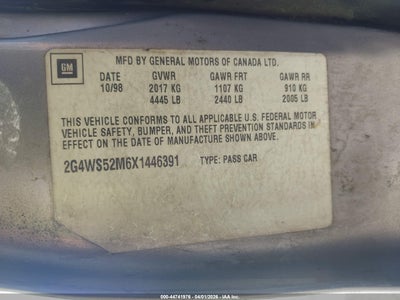 GM
MFD BY GENERAL MOTORS OF CANADA LTD.
DATE GVWR GAWR FRT GAWR RR
10/98 2017 KG 1107 KG 910 KG
4445 LB 2440 LB 2005 LB
THIS VEHICLE CONFORMS TO ALL APPLICABLE U.S. FEDERAL MOTOR
VEHICLE SAFETY, BUMPER, AND THEFT PREVENTION STANDARDS IN
EFFECT ON THE DATE OF MANUFACTURE SHOWN ABOVE.
2G4WS52M6X1446391 TYPE: PASS CAR
000-44741976 - 04/01/2026 - IAA Inc.